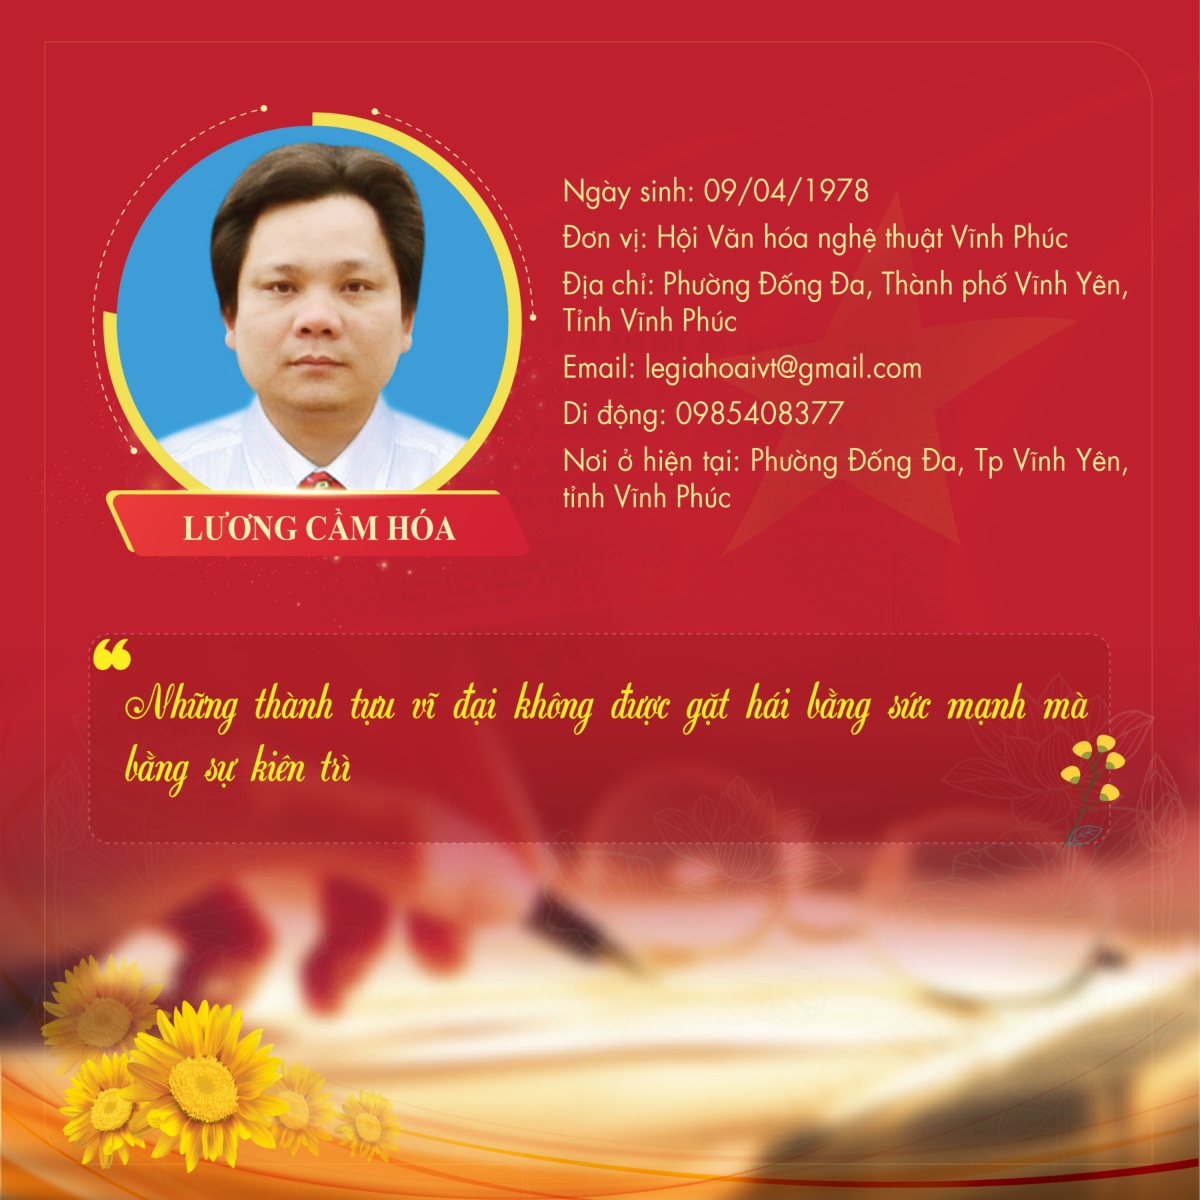 Ngày sinh: 09/04/1978
Đơn vị: Hội Văn hóa nghệ thuật Vĩnh Phúc
Địa chỉ: Phường Đống Đa, Thành phố Vĩnh Yên,
Tỉnh Vĩnh Phúc
Email: legiahoaivt@gmail.com
Di động: 0985408377
Nơi ở hiện tại: Phường Đống Đa, Tp Vĩnh Yên,
tỉnh Vĩnh Phúc
LƯƠNG CẦM HÓA
“
Những thành tựu vĩ đại không được gặt hái bằng sức mạnh mà
bằng sự kiên trì